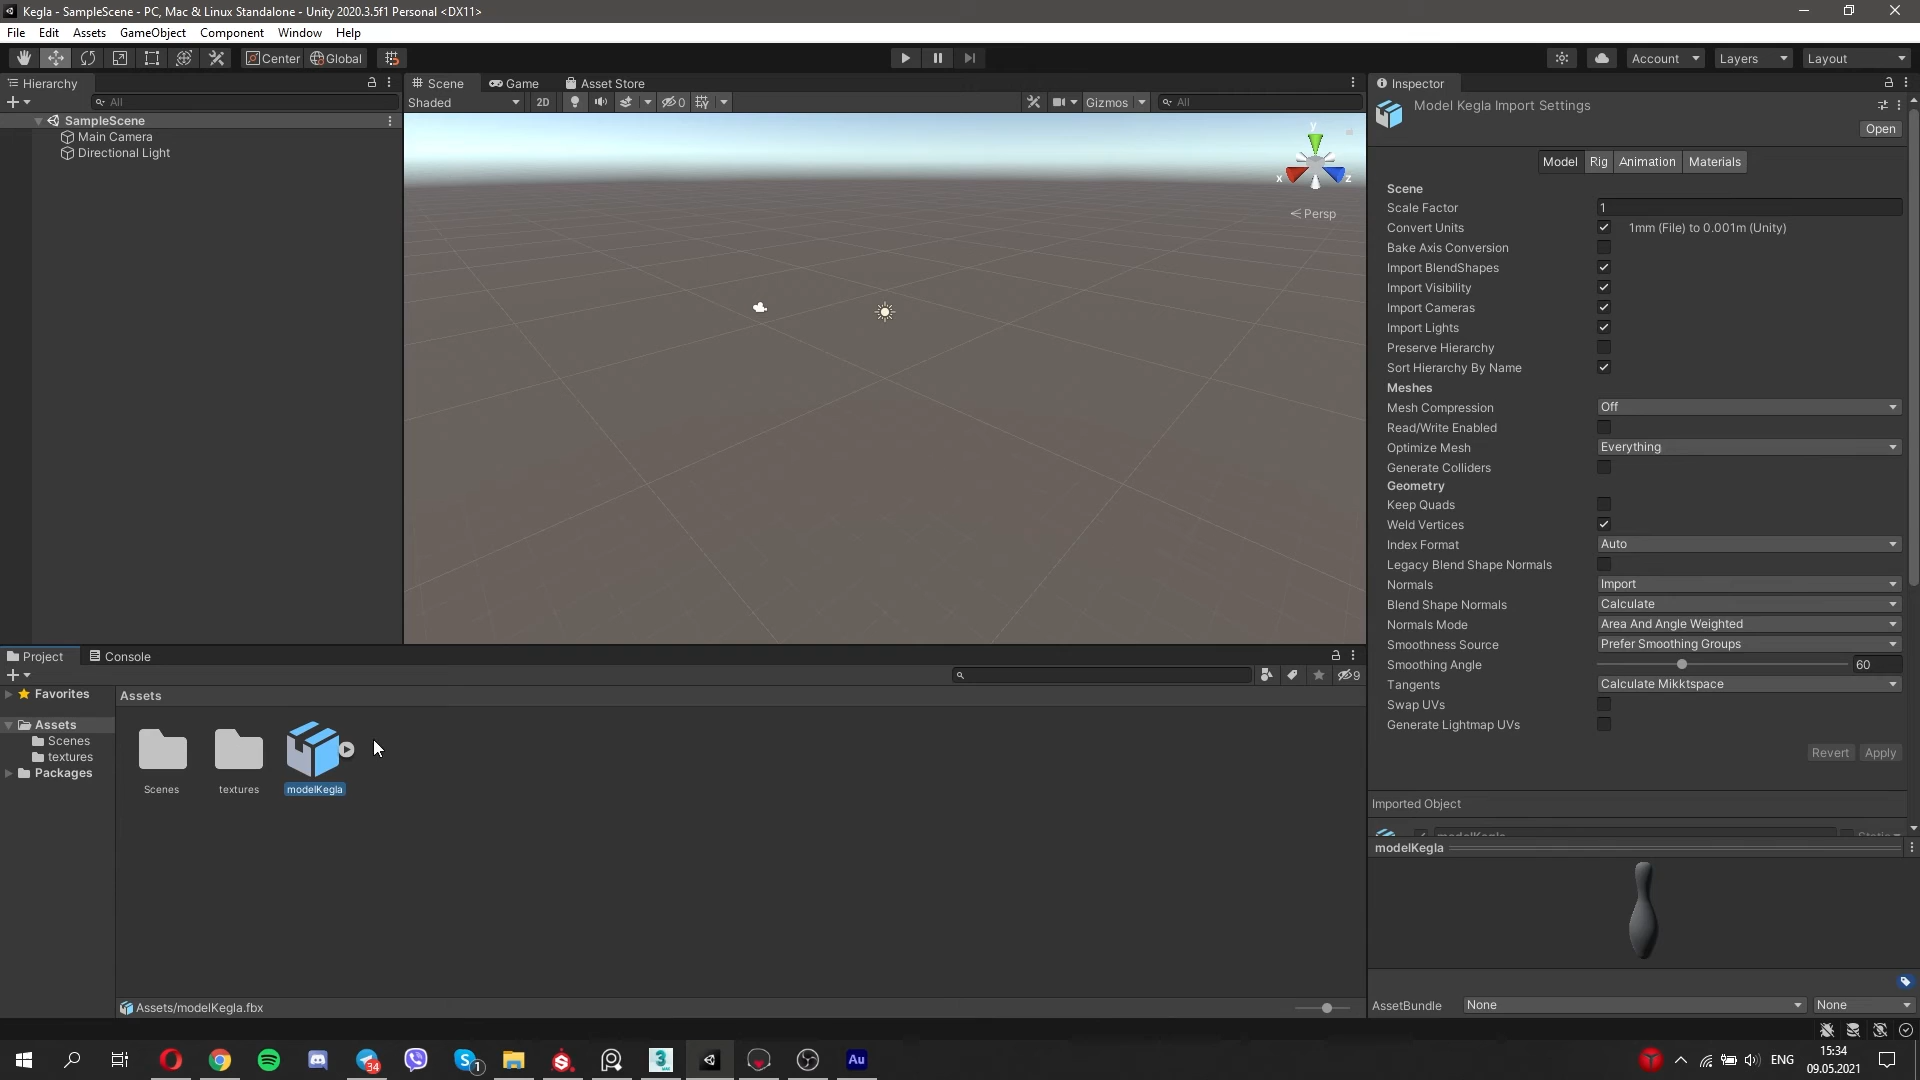 Kegla - SampleScene - PC, Mac & Linux Standalone - Unity 2020.3.5f1 Personal <DX11>
File Edit Assets GameObject Component Window Help
Center Global Account Layers Layout
Hierarchy
All
SampleScene
Main Camera
Directional Light
Scene Game Asset Store
Shaded 2D 0 Gizmos All
y
x z
Persp
Inspector
Model Kegla Import Settings
Open
Model Rig Animation Materials
Scene
Scale Factor 1
Convert Units 1mm (File) to 0.001m (Unity)
Bake Axis Conversion
Import BlendShapes
Import Visibility
Import Cameras
Import Lights
Preserve Hierarchy
Sort Hierarchy By Name
Meshes
Mesh Compression Off
Read/Write Enabled
Optimize Mesh Everything
Generate Colliders
Geometry
Keep Quads
Weld Vertices
Index Format Auto
Legacy Blend Shape Normals
Normals Import
Blend Shape Normals Calculate
Normals Mode Area And Angle Weighted
Smoothness Source Prefer Smoothing Groups
Smoothing Angle 60
Tangents Calculate Mikktspace
Swap UVs
Generate Lightmap UVs
Revert Apply
Imported Object
modelKegla
AssetBundle None None
Project Console
9
Favorites
Assets
Scenes
textures
Packages
Assets
Scenes textures modelKegla
Assets/modelKegla.fbx
34 1 3 Au ENG
15:34
09.05.2021